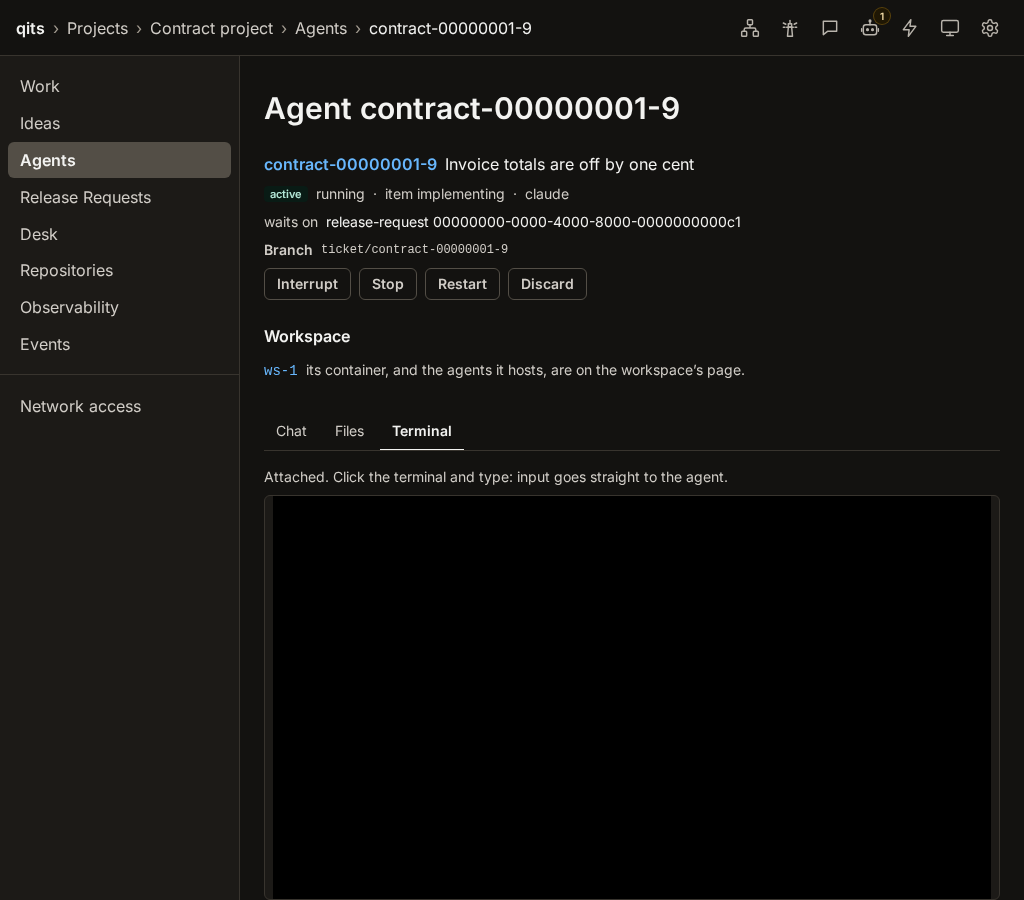 qits › Projects › Contract project › Agents › contract-00000001-9
1
Work
Ideas
Agents
Release Requests
Desk
Repositories
Observability
Events
Network access
Agent contract-00000001-9
contract-00000001-9 Invoice totals are off by one cent
active running · item implementing · claude
waits on release-request 00000000-0000-4000-8000-0000000000c1
Branch ticket/contract-00000001-9
Interrupt Stop Restart Discard
Workspace
ws-1 its container, and the agents it hosts, are on the workspace’s page.
Chat Files Terminal
Attached. Click the terminal and type: input goes straight to the agent.